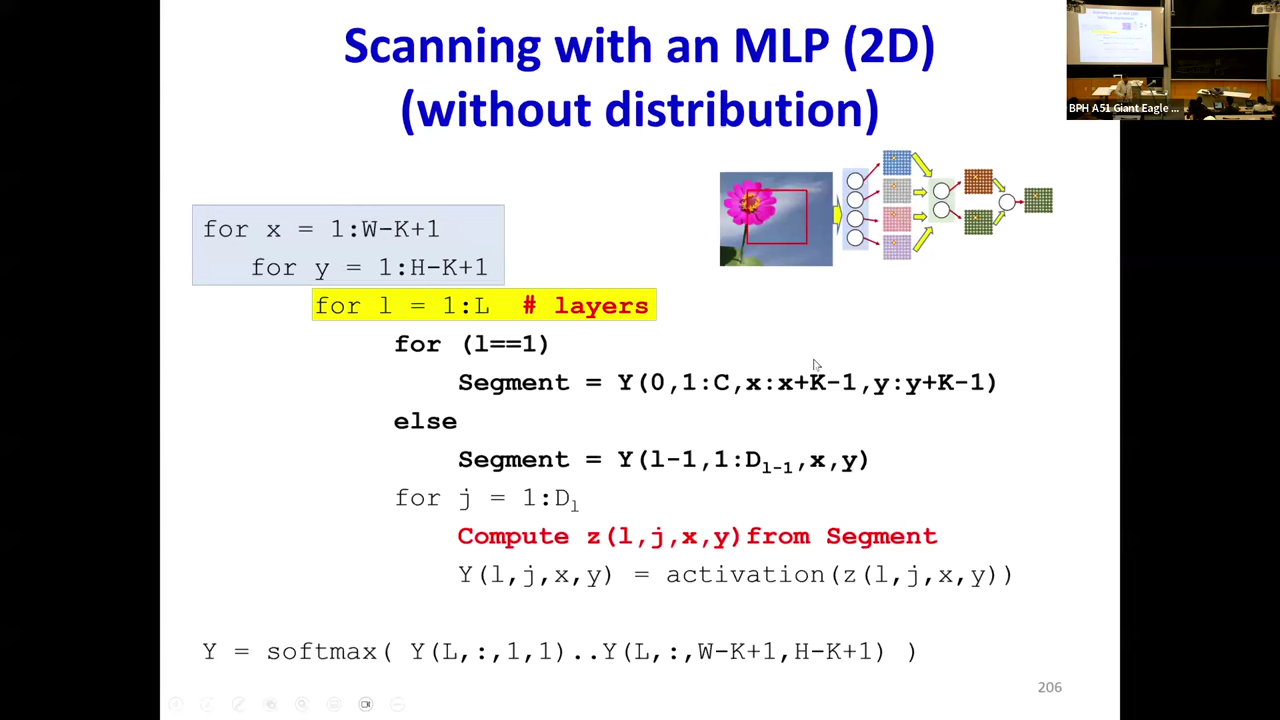 Scanning with an MLP (2D)
(without distribution)
BPH A51 Giant Eagle ...
for x = 1:W-K+1
for y = 1:H-K+1
for l = 1:L # layers
for (l==1)
Segment = Y(0,1:C,x:x+K-1,y:y+K-1)
else
Segment = Y(l-1,1:Dl-1,x,y)
for j = 1:Dl
Compute z(l,j,x,y)from Segment
Y(l,j,x,y) = activation(z(l,j,x,y))
Y = softmax( Y(L,:,1,1)..Y(L,:,W-K+1,H-K+1) )
206